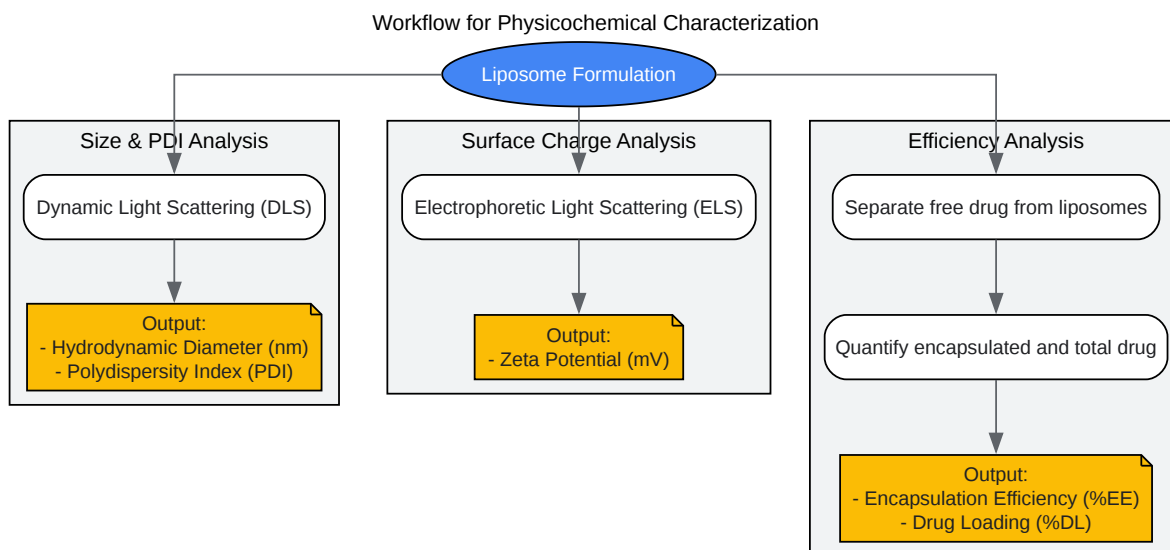 Workflow for Physicochemical Characterization
Liposome Formulation
Size & PDI Analysis
Dynamic Light Scattering (DLS)
Output:
- Hydrodynamic Diameter (nm)
- Polydispersity Index (PDI)
Surface Charge Analysis
Electrophoretic Light Scattering (ELS)
Output:
- Zeta Potential (mV)
Efficiency Analysis
Separate free drug from liposomes
Quantify encapsulated and total drug
Output:
- Encapsulation Efficiency (%EE)
- Drug Loading (%DL)